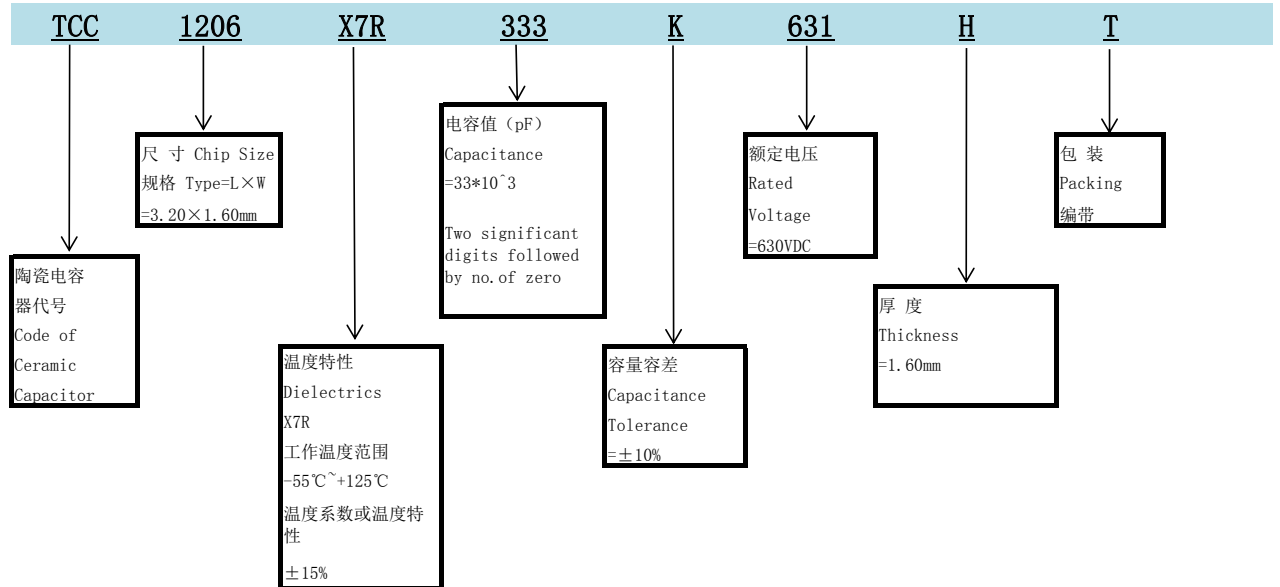 TCC 1206 X7R 333 K 631 H T
陶瓷电容
器代号
Code of
Ceramic
Capacitor
尺 寸 Chip Size
规格 Type=L×W
=3.20×1.60mm
温度特性
Dielectrics
X7R
工作温度范围
-55℃~+125℃
温度系数或温度特
性
±15%
电容值（pF）
Capacitance
=33*10^3
Two significant
digits followed
by no.of zero
容量容差
Capacitance
Tolerance
=±10%
额定电压
Rated
Voltage
=630VDC
厚 度
Thickness
=1.60mm
包 装
Packing
编带